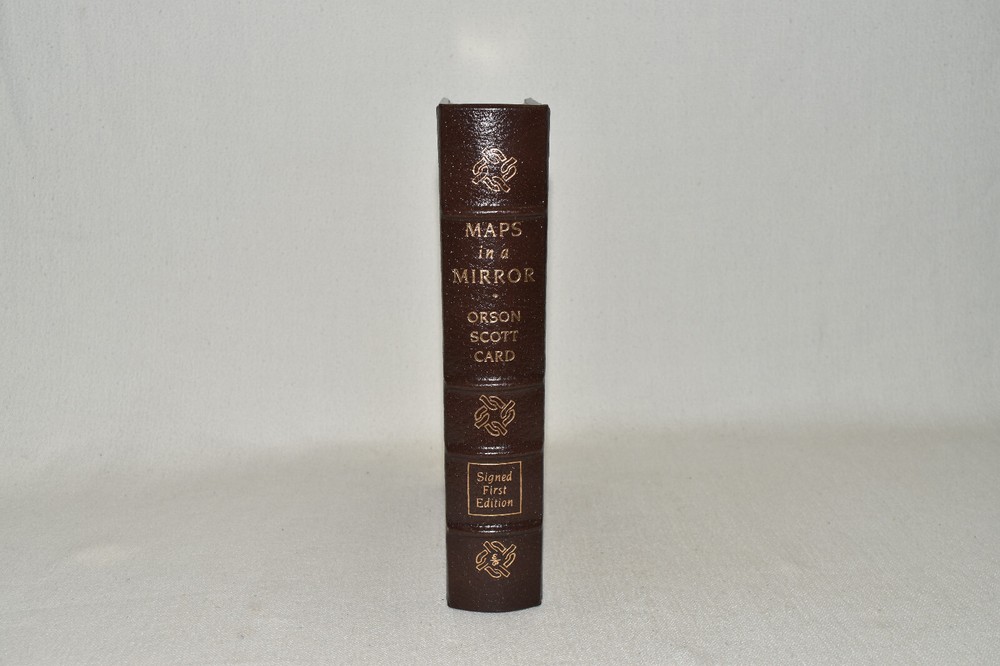 MAPS
in a
MIRROR
ORSON
SCOTT
CARD
Signed
First
Edition